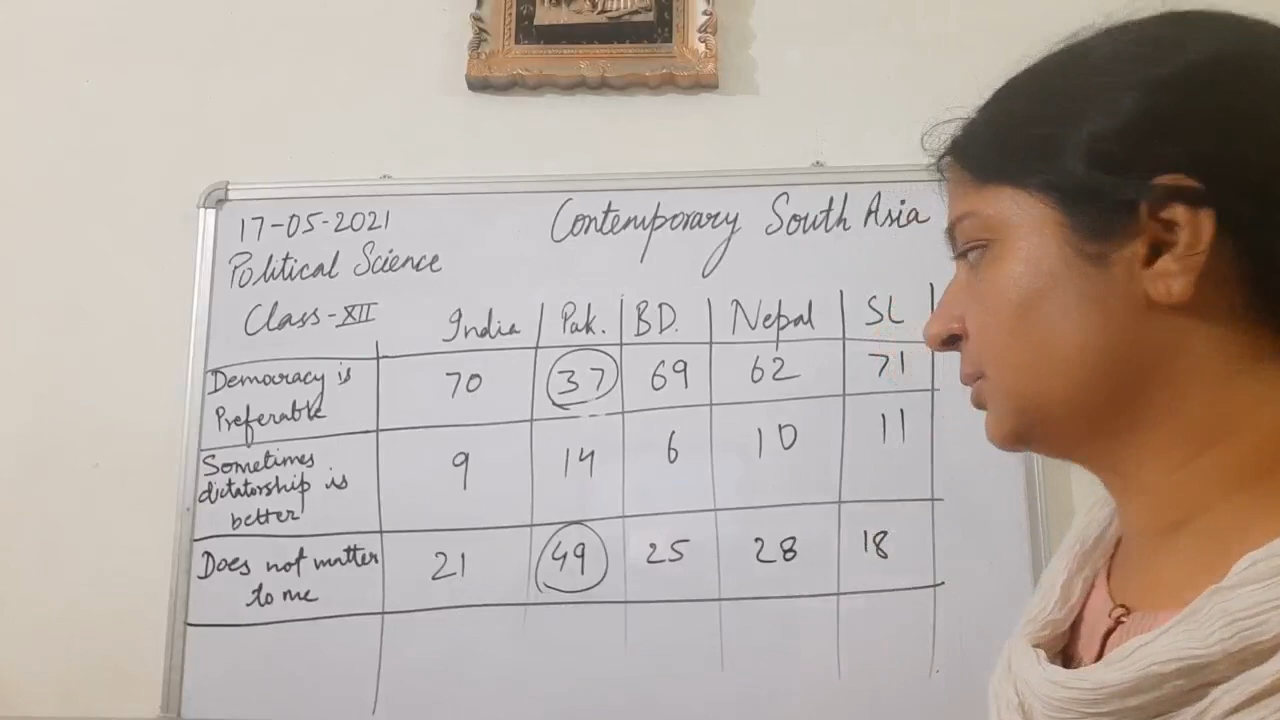 17-05-2021
Contemporary South Asia
Political Science
Class-XII
India Pak. BD. Nepal SL
Democracy is
Preferable
70 37 69 62 71
Sometimes
dictatorship is
better
9 14 6 10 11
Does not matter
to me
21 49 25 28 18